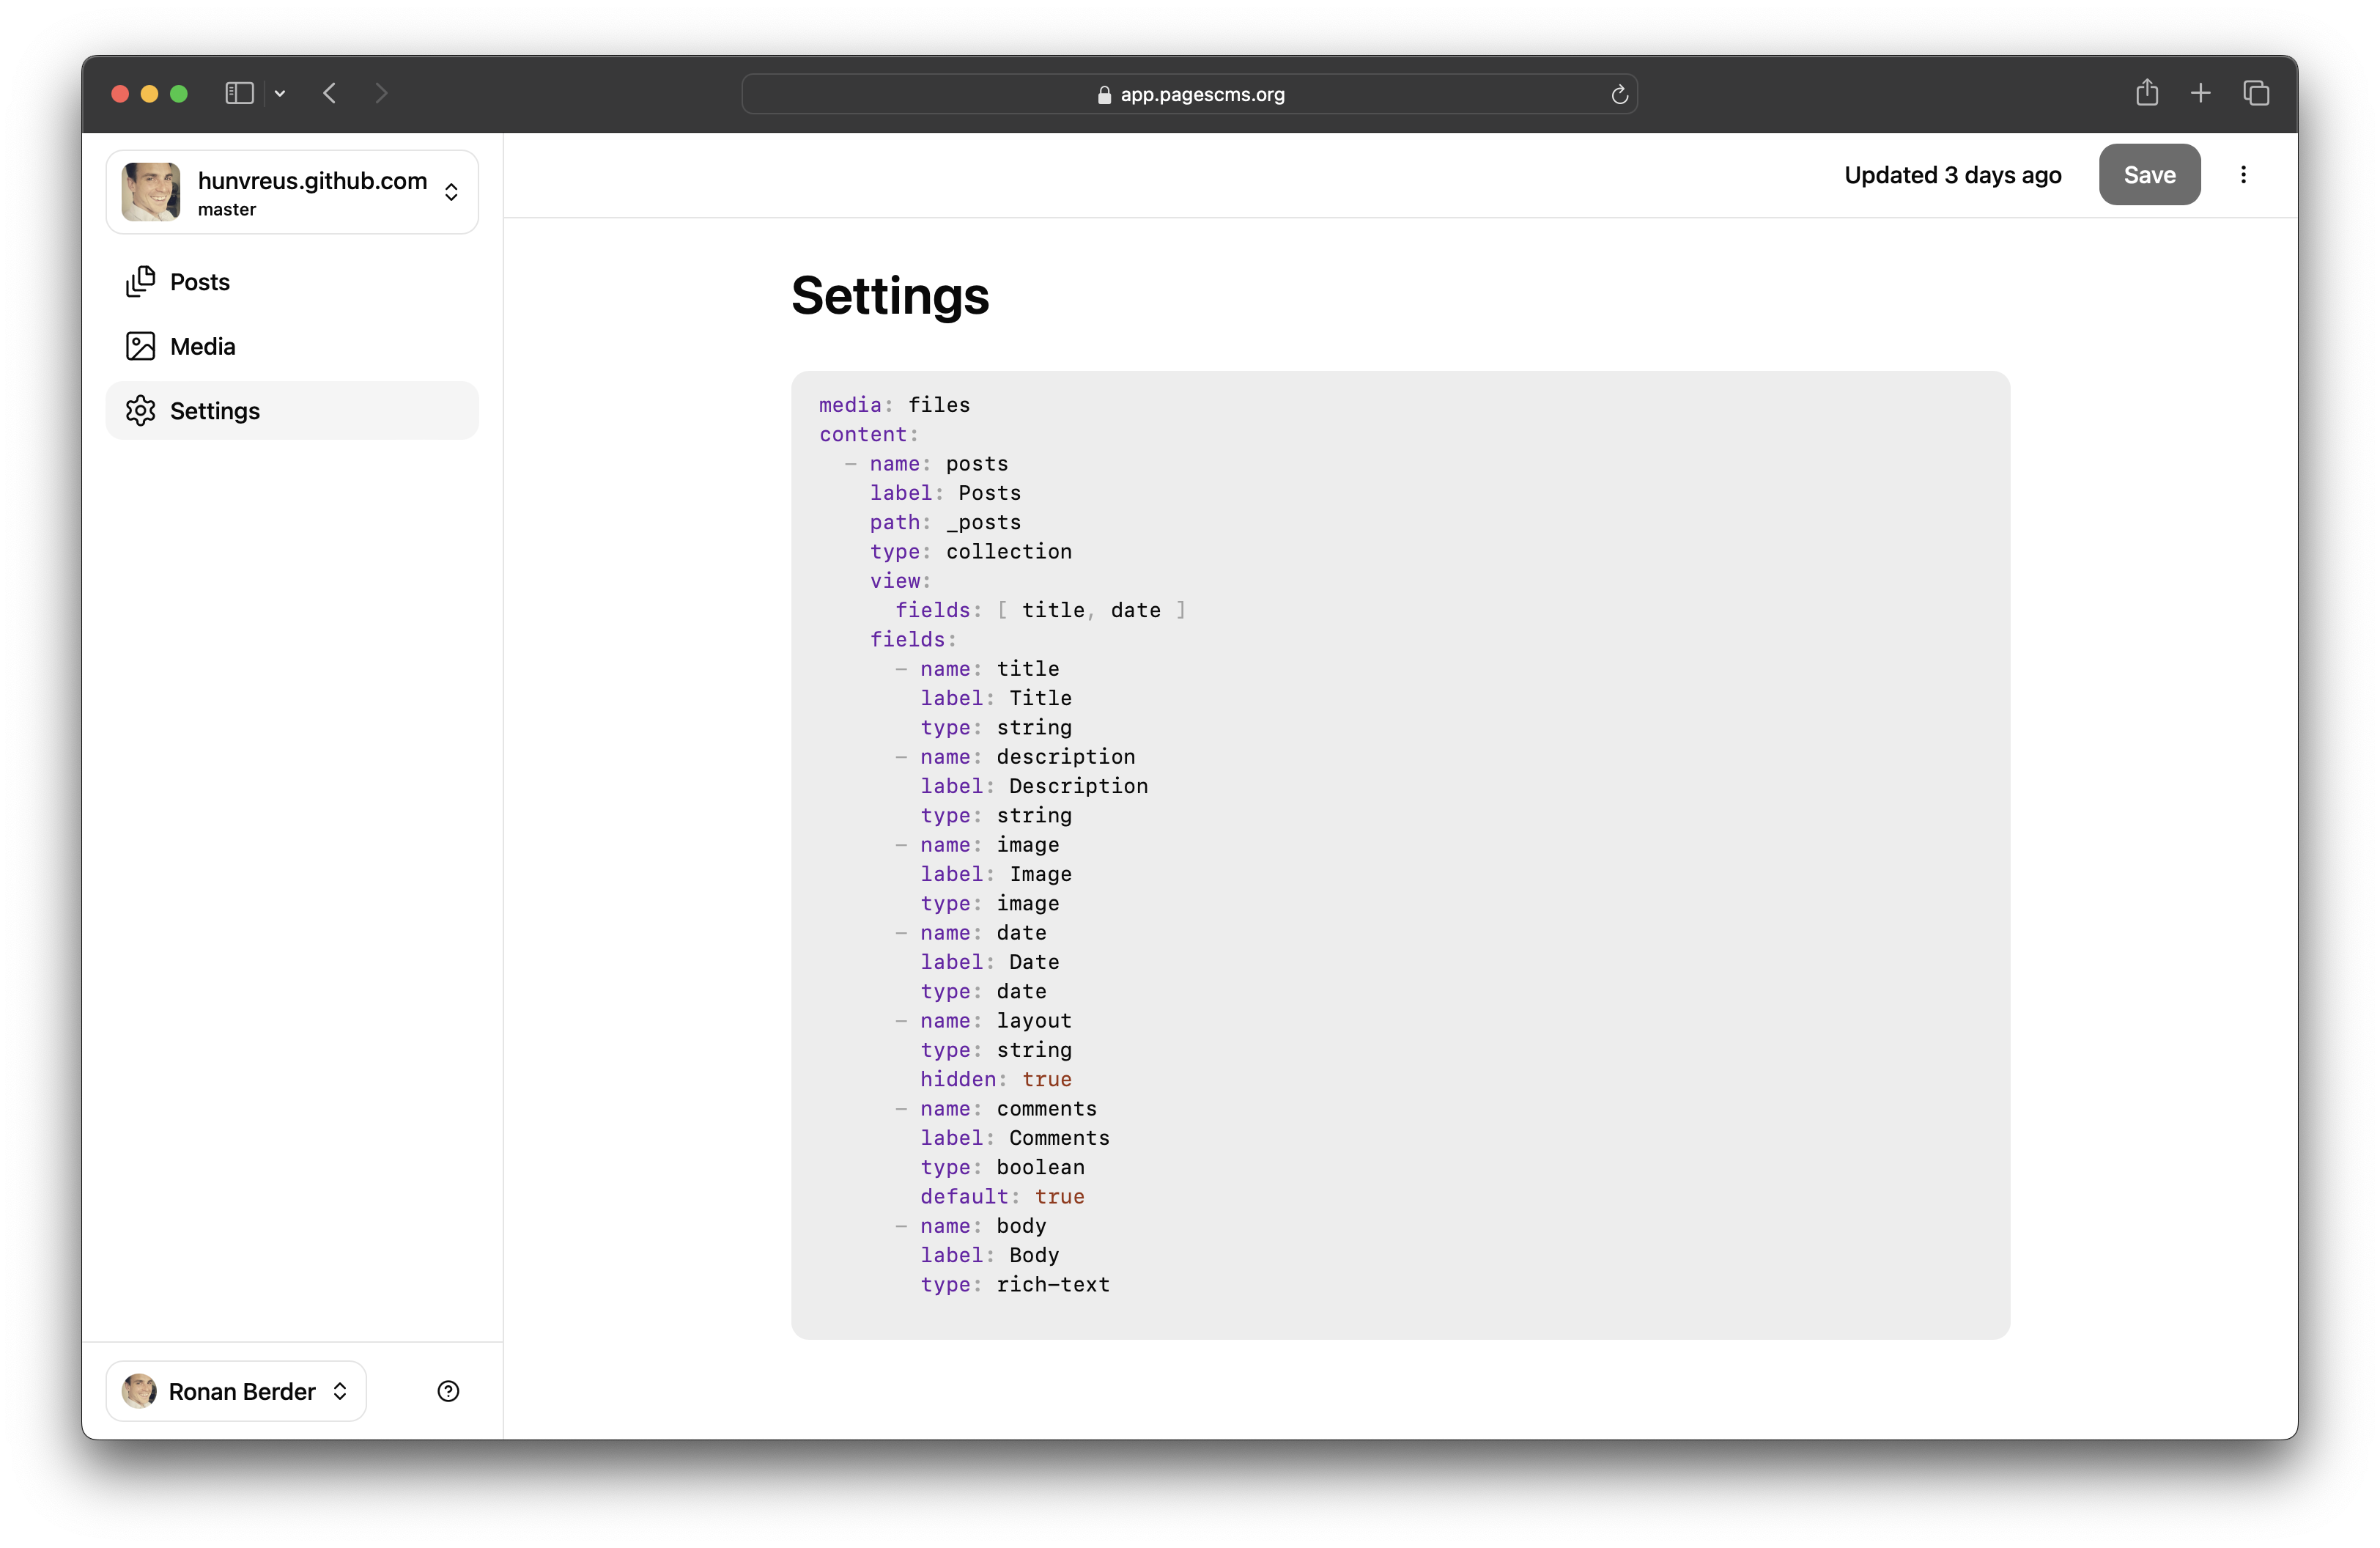 app.pagescms.org
hunvreus.github.com
master
Posts
Media
Settings
Ronan Berder
Updated 3 days ago
Save
Settings
media: files
content:
  - name: posts
    label: Posts
    path: _posts
    type: collection
    view:
      fields: [ title, date ]
    fields:
      - name: title
        label: Title
        type: string
      - name: description
        label: Description
        type: string
      - name: image
        label: Image
        type: image
      - name: date
        label: Date
        type: date
      - name: layout
        type: string
        hidden: true
      - name: comments
        label: Comments
        type: boolean
        default: true
      - name: body
        label: Body
        type: rich-text